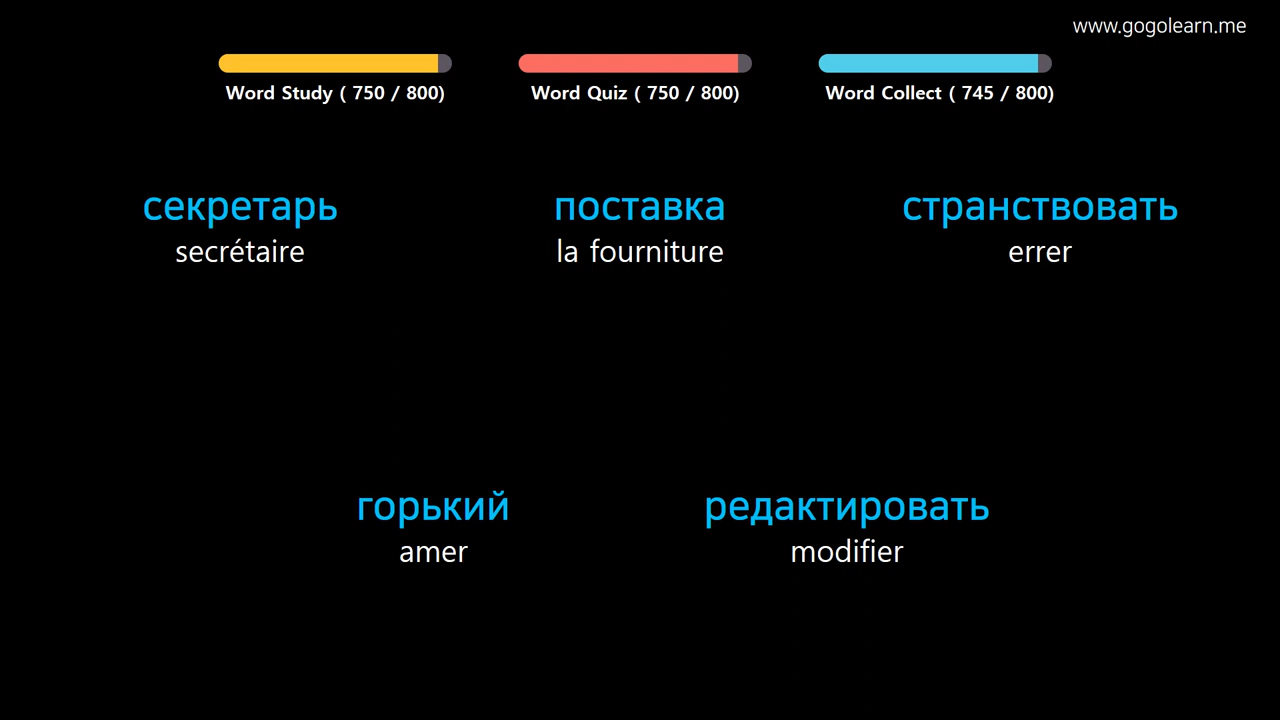 www.gogolearn.me
Word Study ( 750 / 800)
Word Quiz ( 750 / 800)
Word Collect ( 745 / 800)
секретарь
secrétaire
поставка
la fourniture
странствовать
errer
горький
amer
редактировать
modifier